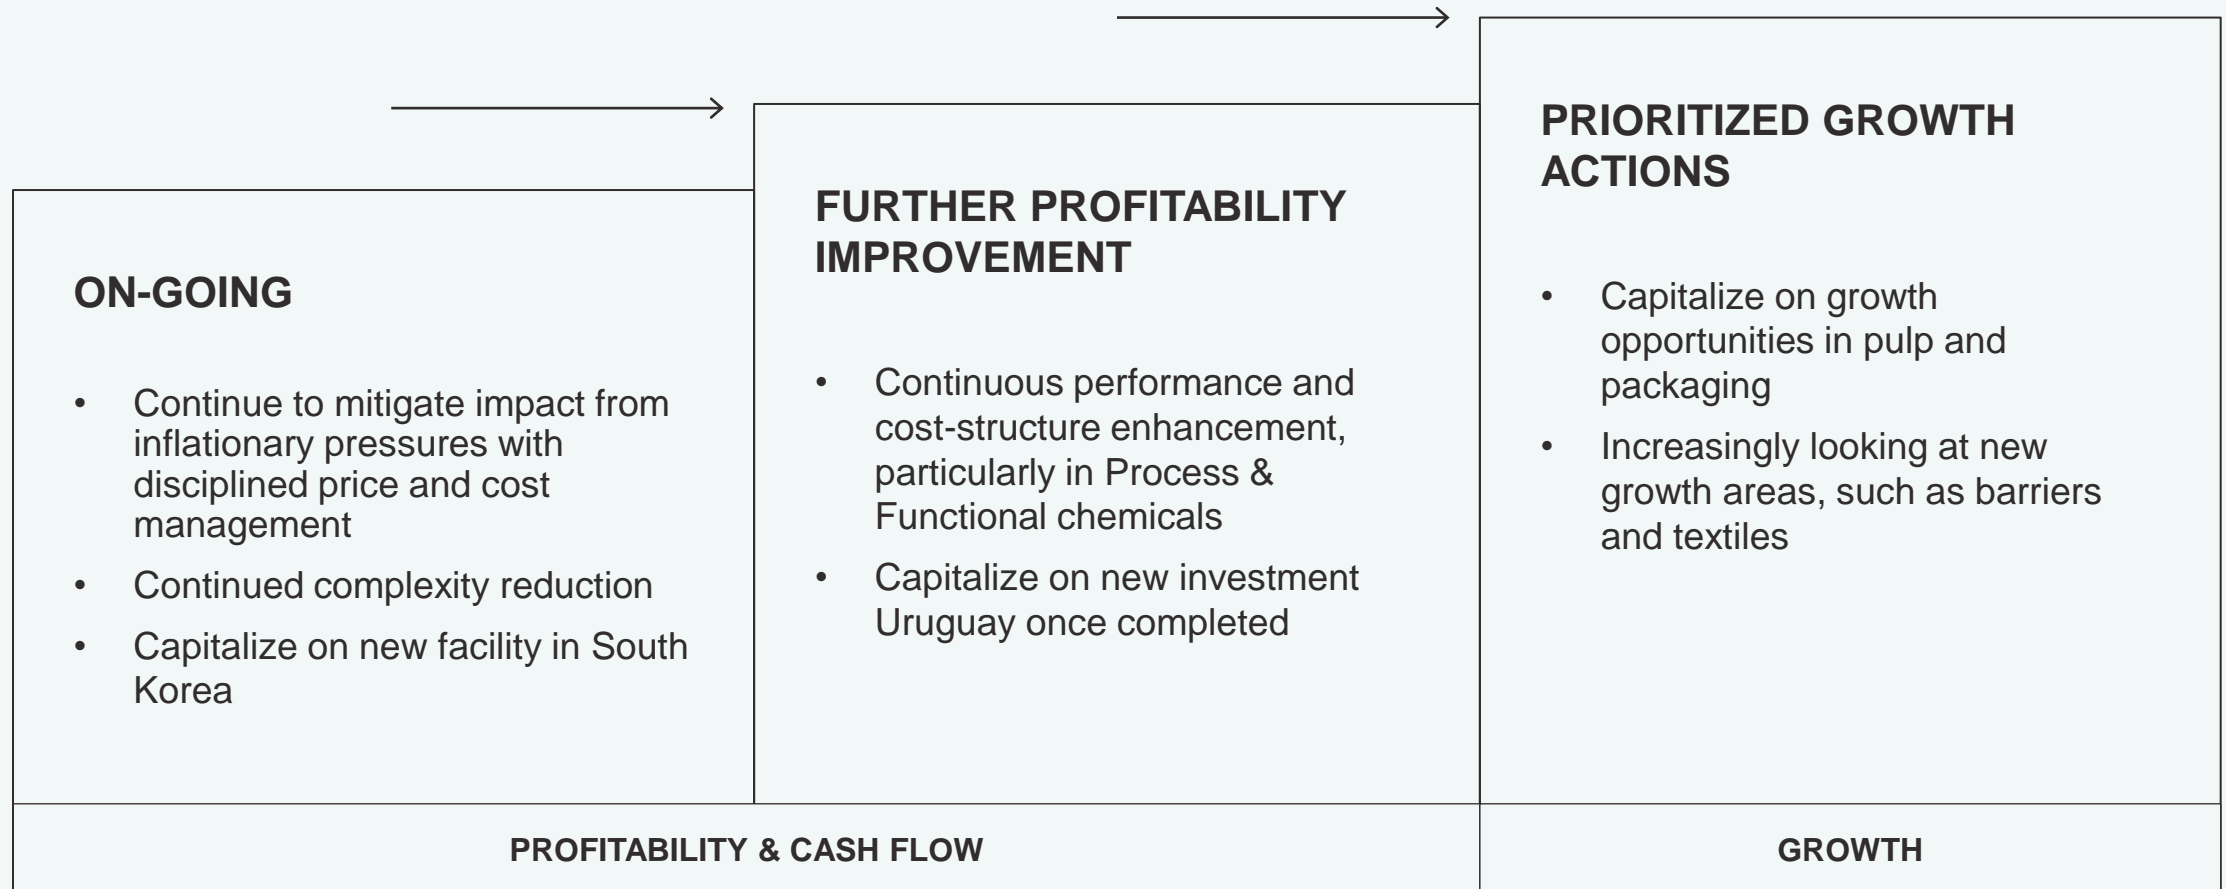 ON-GOING
• Continue to mitigate impact from
inflationary pressures with
disciplined price and cost
management
• Continued complexity reduction
• Capitalize on new facility in South
Korea
FURTHER PROFITABILITY
IMPROVEMENT
• Continuous performance and
cost-structure enhancement,
particularly in Process &
Functional chemicals
• Capitalize on new investment
Uruguay once completed
PRIORITIZED GROWTH
ACTIONS
• Capitalize on growth
opportunities in pulp and
packaging
• Increasingly looking at new
growth areas, such as barriers
and textiles
PROFITABILITY & CASH FLOW
GROWTH